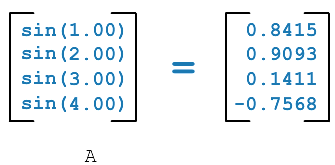 sin(1.00) 0.8415
sin(2.00) = 0.9093
sin(3.00) 0.1411
sin(4.00) -0.7568
A